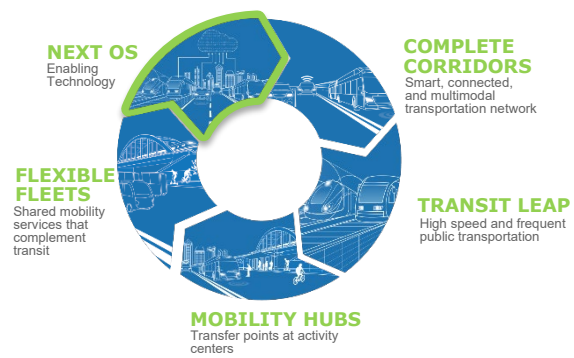 NEXT OS
Enabling
Technology
COMPLETE
CORRIDORS
Smart, connected,
and multimodal
transportation network
FLEXIBLE
FLEETS
Shared mobility
services that
complement
transit
TRANSIT LEAP
High speed and frequent
public transportation
MOBILITY HUBS
Transfer points at activity
centers